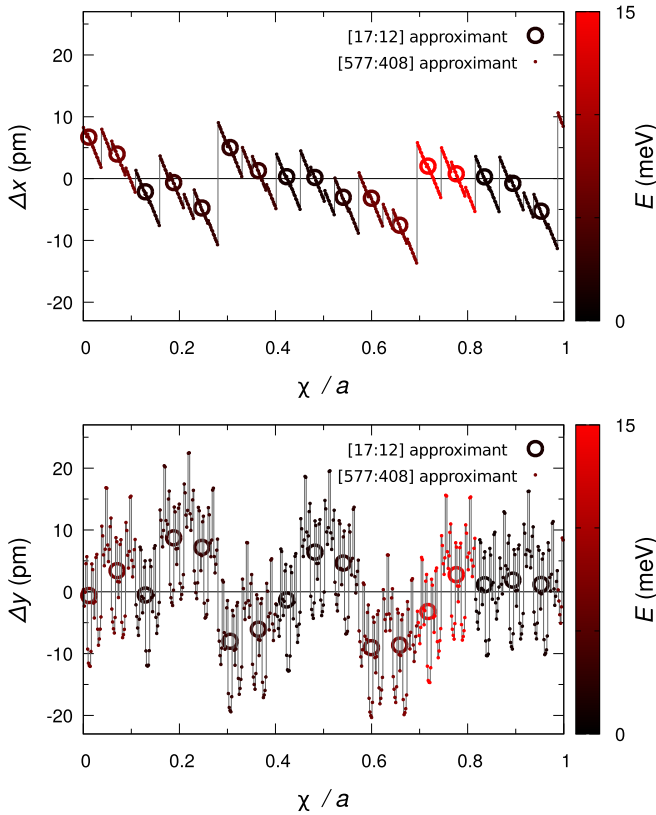 [17:12] approximant
[577:408] approximant
20
10
0
-10
-20
Δx (pm)
0 0.2 0.4 0.6 0.8 1
χ / a
15
0
E (meV)
[17:12] approximant
[577:408] approximant
20
10
0
-10
-20
Δy (pm)
0 0.2 0.4 0.6 0.8 1
χ / a
15
0
E (meV)